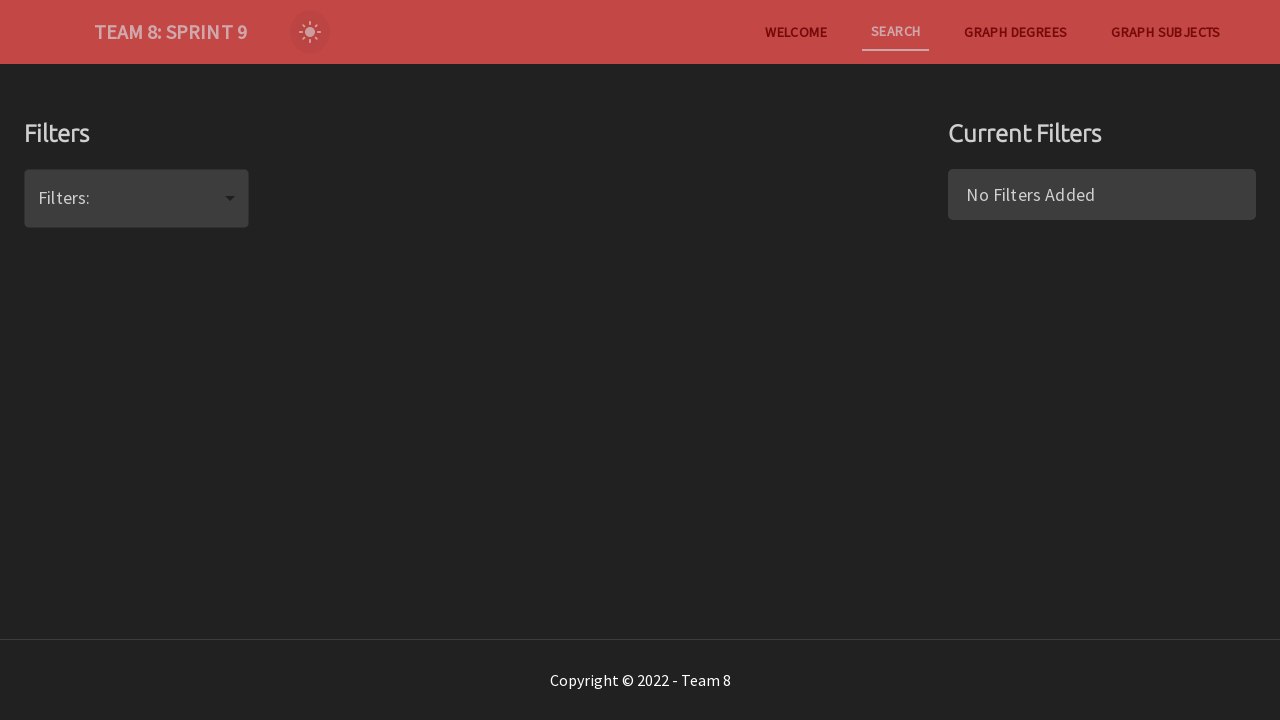 TEAM 8: SPRINT 9
WELCOME
SEARCH
GRAPH DEGREES
GRAPH SUBJECTS
Filters
Current Filters
Filters:
No Filters Added
Copyright © 2022 - Team 8